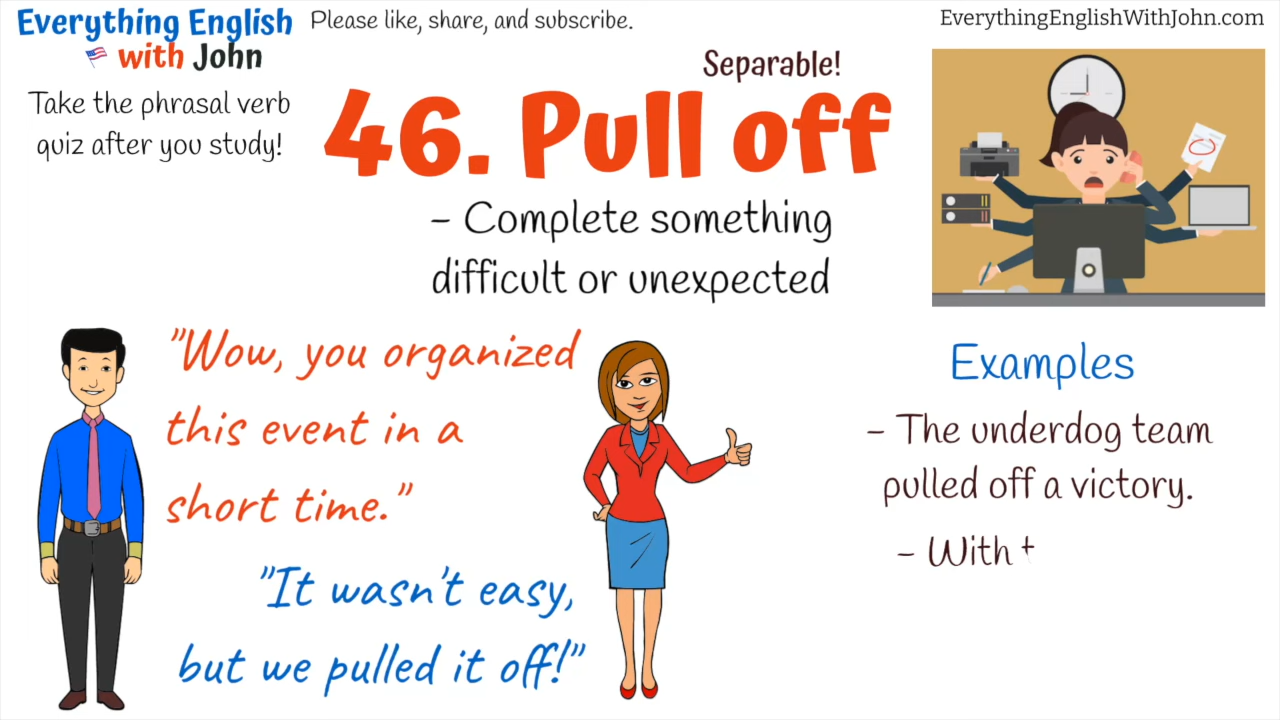 Everything English
with John
Please like, share, and subscribe.
EverythingEnglishWithJohn.com
Take the phrasal verb
quiz after you study!
Separable!
46. Pull off
- Complete something
difficult or unexpected
"Wow, you organized
this event in a
short time."
"It wasn't easy,
but we pulled it off!"
Examples
- The underdog team
pulled off a victory.
- With t